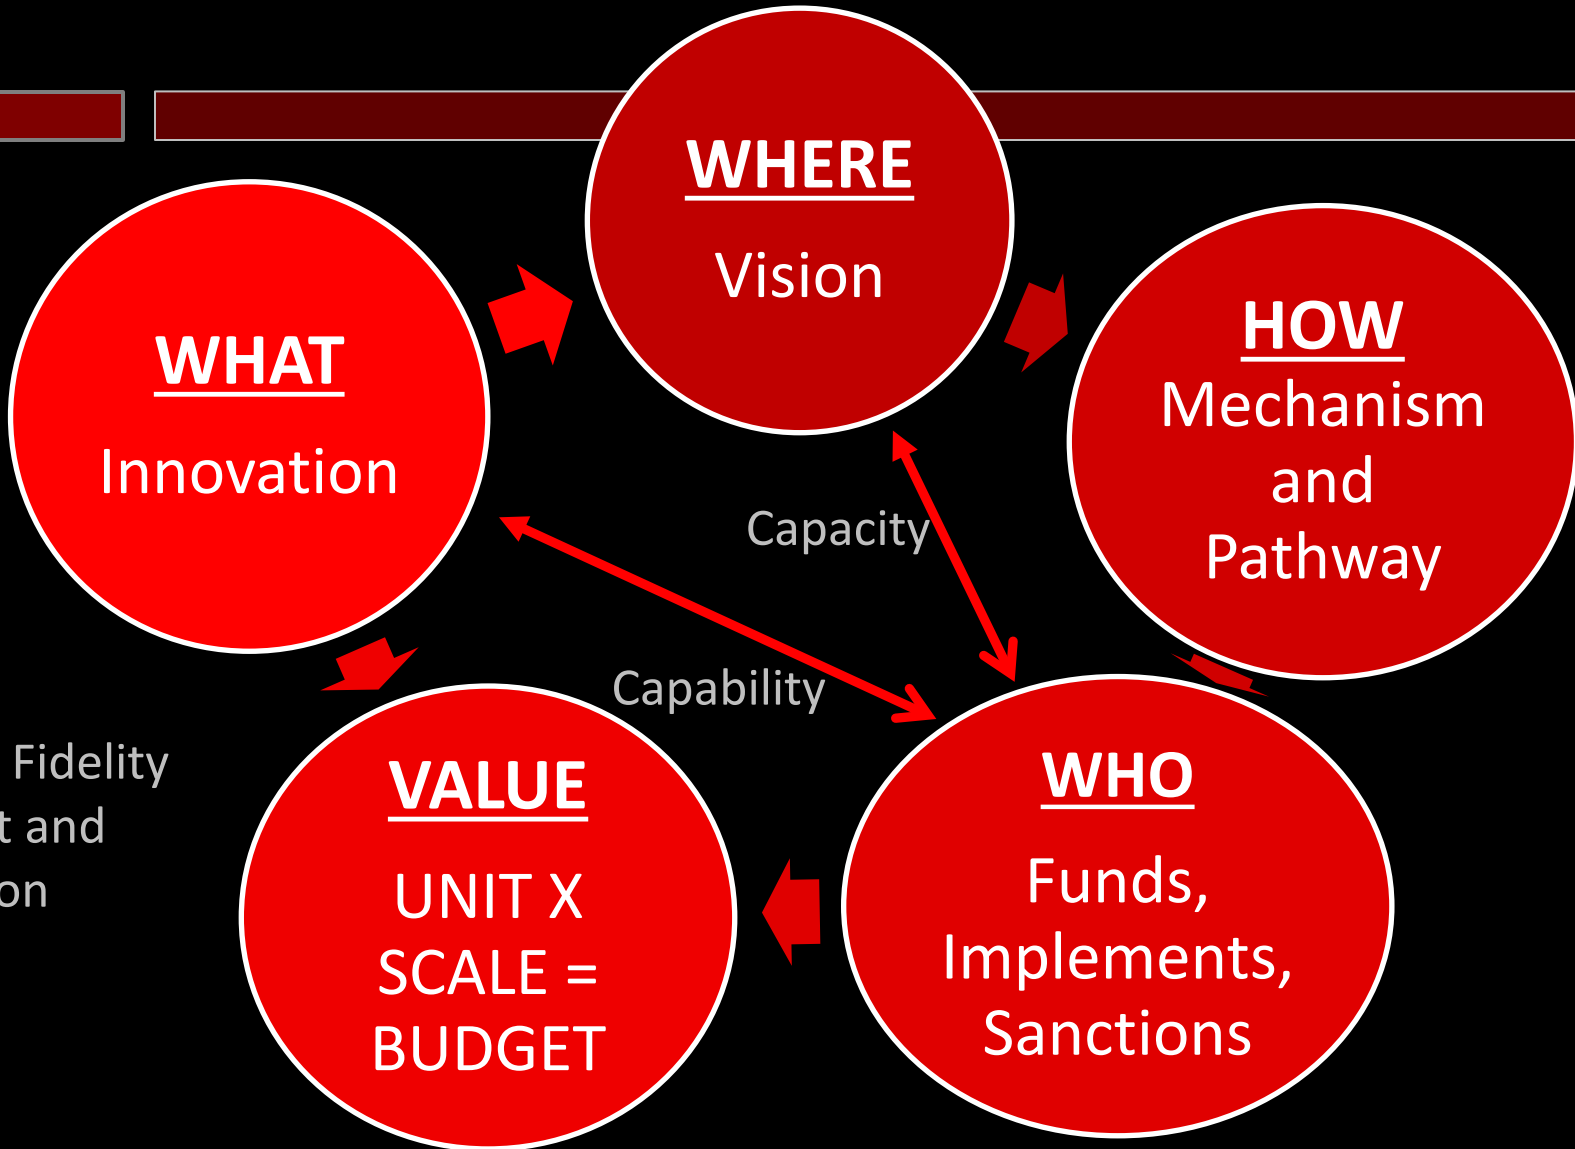 WHERE
Vision
WHAT
Innovation
HOW
Mechanism
and
Pathway
Capacity
Capability
Fidelity
and
VALUE
UNIT X
SCALE =
BUDGET
WHO
Funds,
Implements,
Sanctions